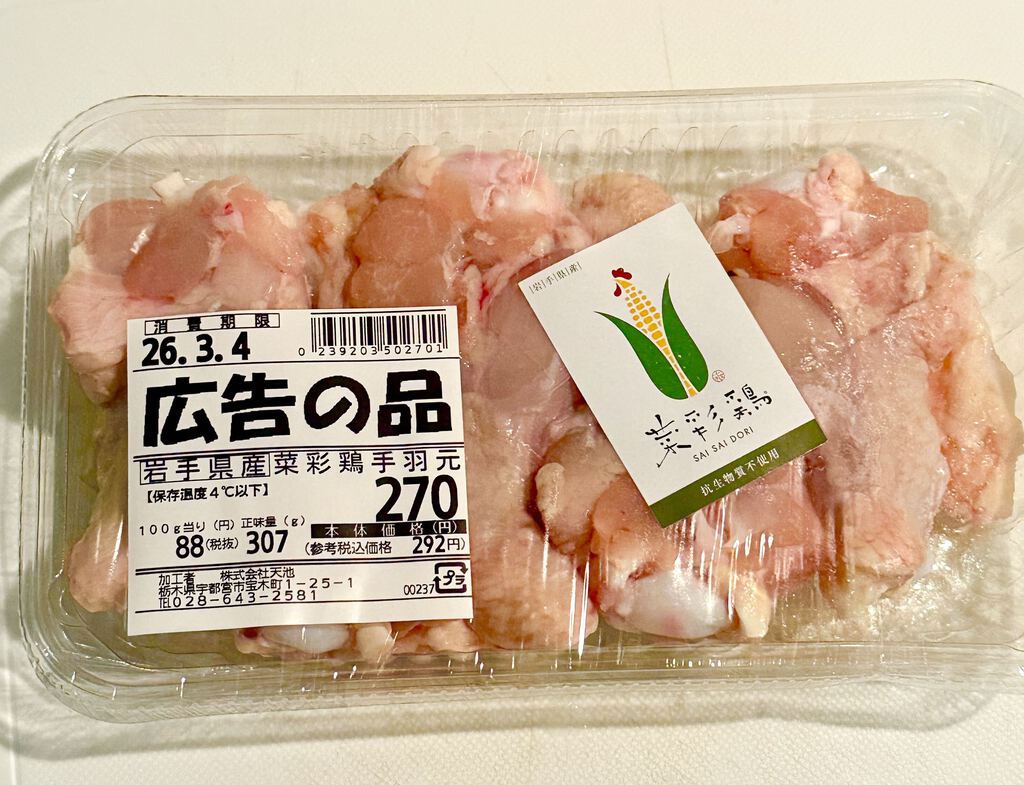 消費期限
26.3.4
0 239203 502701
広告の品
岩手県産菜彩鶏手羽元
【保存温度4℃以下】
270
100g当り(円) 正味量(g) 本体価格(円)
88(税抜) 307 (参考税込価格 292円)
加工者 株式会社天池
栃木県宇都宮市宝木町1-25-1
TEL028-643-2581
00237
プラ
岩手県産
菜彩鶏
SAI SAI DORI
抗生物質不使用